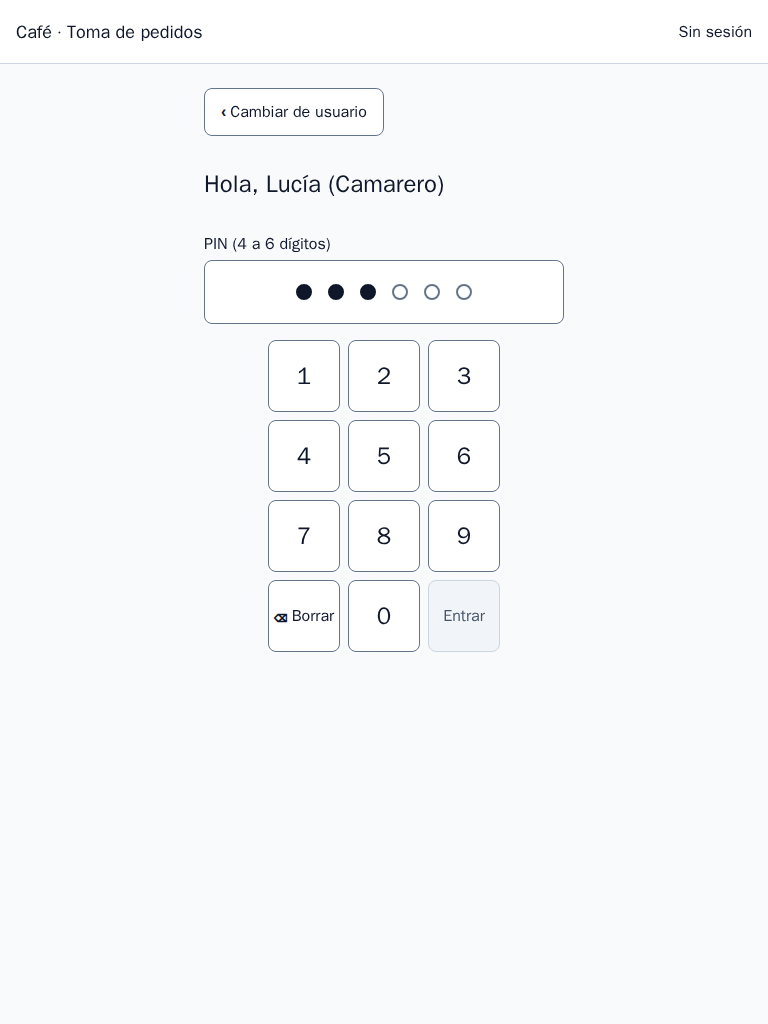 Café · Toma de pedidos
Sin sesión
‹ Cambiar de usuario
Hola, Lucía (Camarero)
PIN (4 a 6 dígitos)
1 2 3
4 5 6
7 8 9
⌫ Borrar 0 Entrar